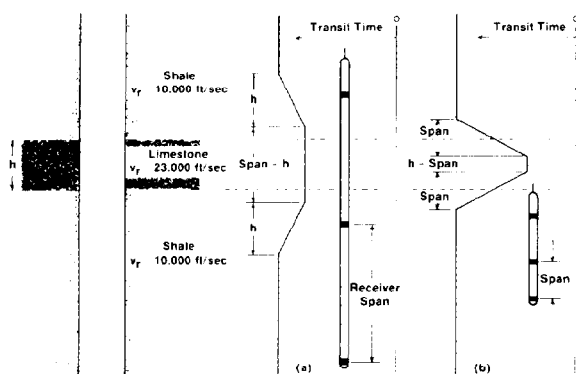 Transit Time
Transit Time
Shale
vr 10.000 ft/sec
h
h
Limestone
vr 23.000 ft/sec
Span - h
h
Shale
vr 10.000 ft/sec
Receiver
Span
(a)
Span
h - Span
Span
Span
(b)